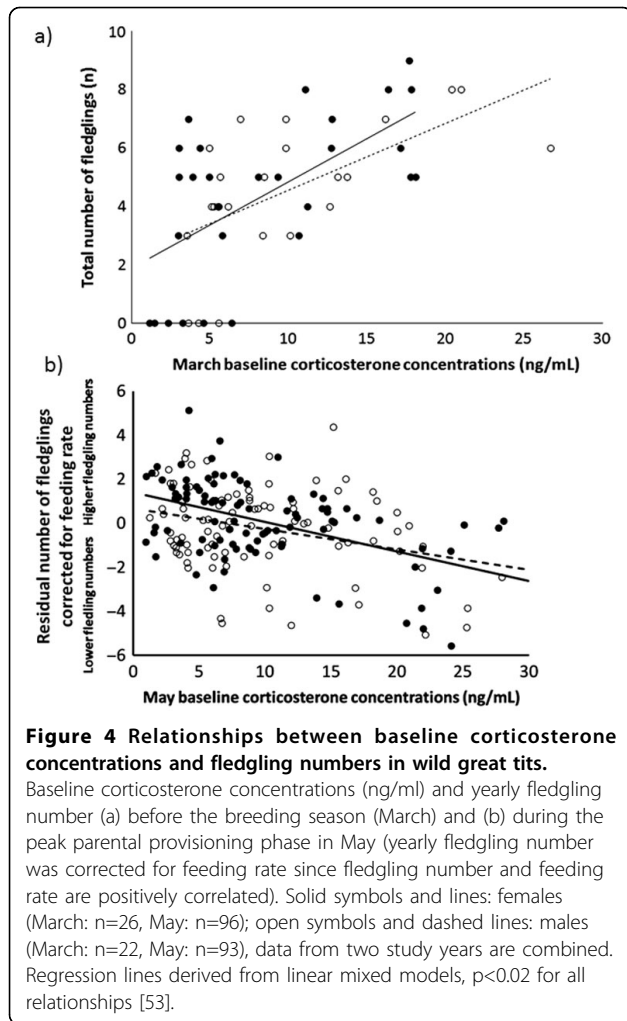 a)
10
8
6
4
2
0
Total number of fledglings (n)
0 5 10 15 20 25 30
March baseline corticosterone concentrations (ng/mL)
b)
6
4
2
0
−2
−4
−6
Residual number of fledglings
corrected for feeding rate
Lower fledling numbers Higher fledgling numbers
0 5 10 15 20 25 30
May baseline corticosterone concentrations (ng/mL)
Figure 4 Relationships between baseline corticosterone
concentrations and fledgling numbers in wild great tits.
Baseline corticosterone concentrations (ng/ml) and yearly fledgling
number (a) before the breeding season (March) and (b) during the
peak parental provisioning phase in May (yearly fledgling number
was corrected for feeding rate since fledgling number and feeding
rate are positively correlated). Solid symbols and lines: females
(March: n=26, May: n=96); open symbols and dashed lines: males
(March: n=22, May: n=93), data from two study years are combined.
Regression lines derived from linear mixed models, p<0.02 for all
relationships [53].